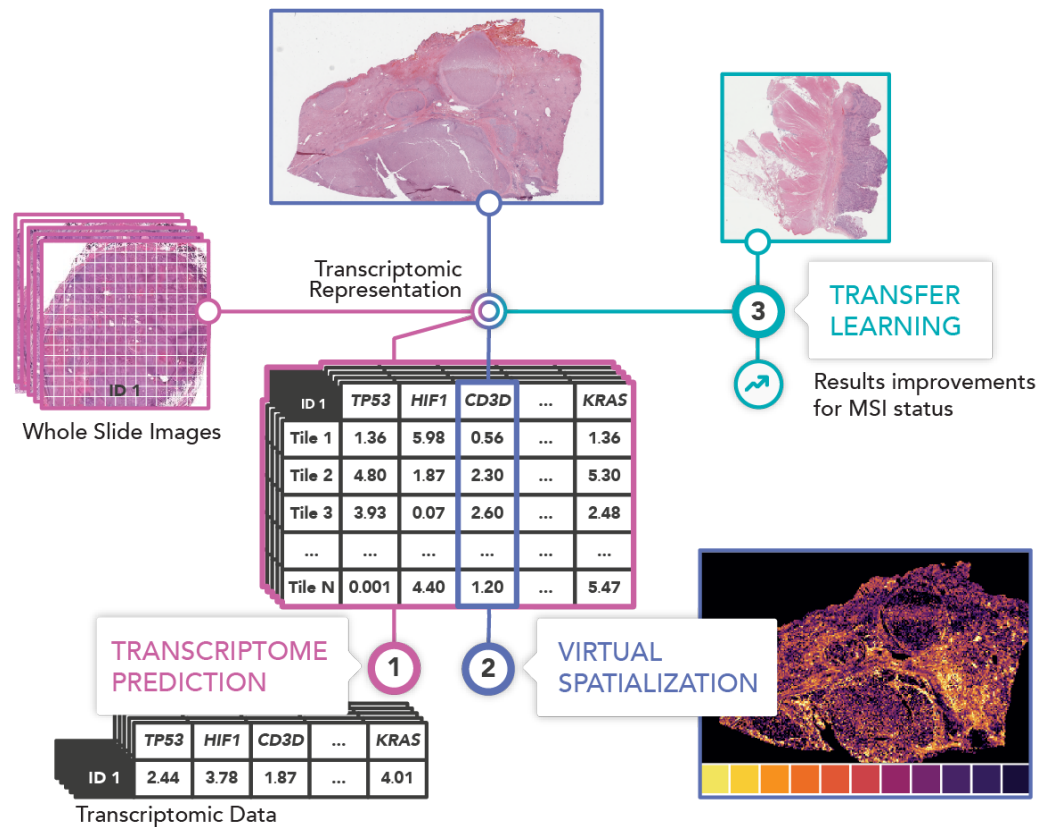 Transcriptomic
Representation
ID 1
Whole Slide Images
3
TRANSFER
LEARNING
Results improvements
for MSI status
ID 1 TP53 HIF1 CD3D ... KRAS
Tile 1 1.36 5.98 0.56 ... 1.36
Tile 2 4.80 1.87 2.30 ... 5.30
Tile 3 3.93 0.07 2.60 ... 2.48
... ... ... ... ... ...
Tile N 0.001 4.40 1.20 ... 5.47
TRANSCRIPTOME
PREDICTION
1
2
VIRTUAL
SPATIALIZATION
TP53 HIF1 CD3D ... KRAS
ID 1 2.44 3.78 1.87 ... 4.01
Transcriptomic Data